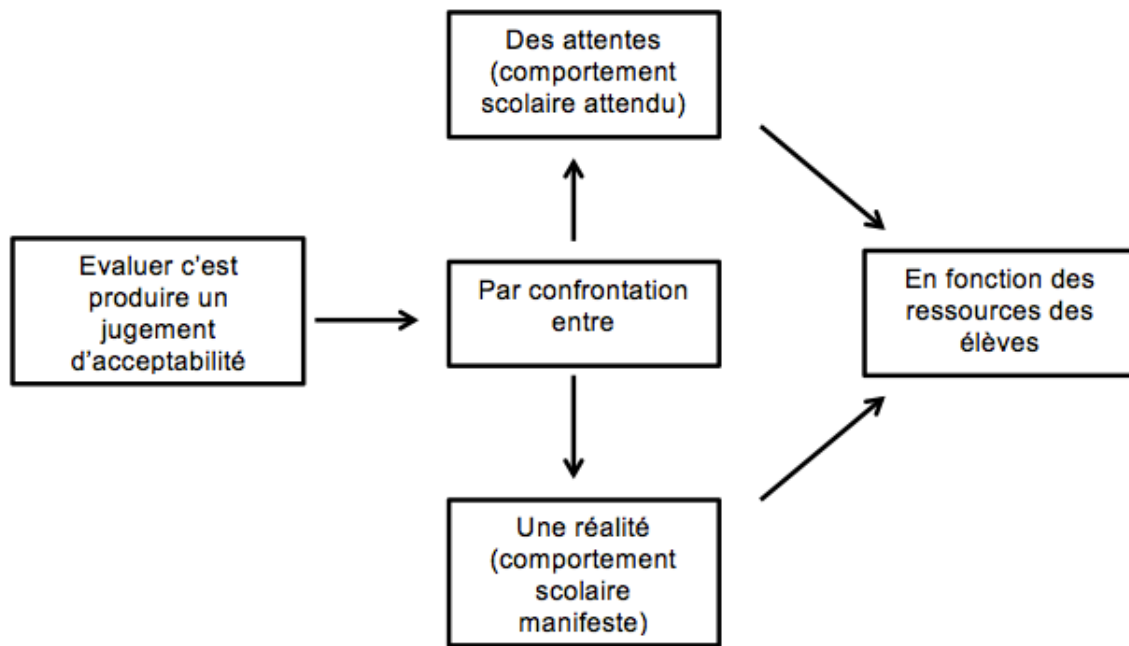 Des attentes
(comportement
scolaire attendu)
Evaluer c'est
produire un
jugement
d'acceptabilité
Par confrontation
entre
En fonction des
ressources des
élèves
Une réalité
(comportement
scolaire
manifeste)